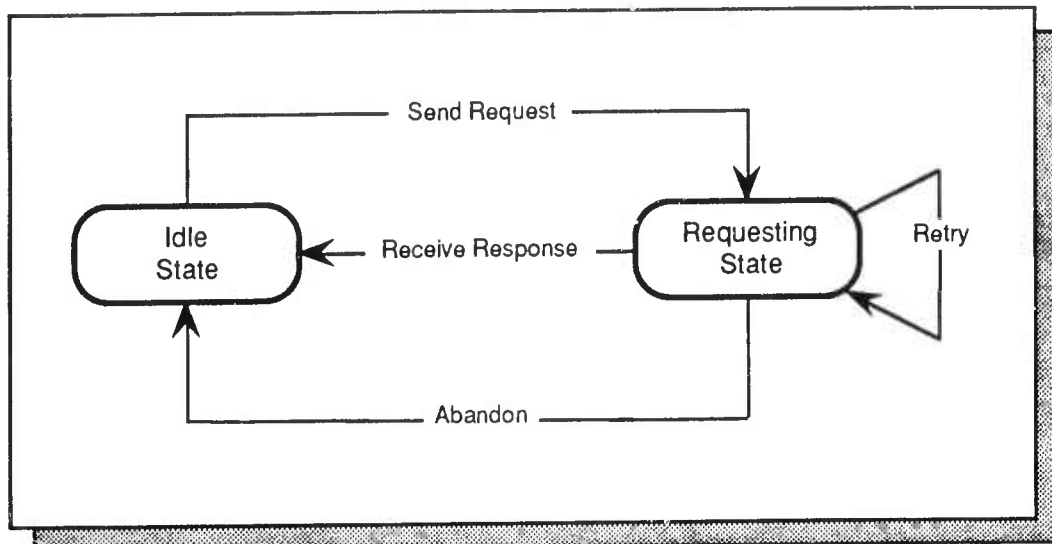 Send Request
Idle
State
Receive Response
Requesting
State
Retry
Abandon